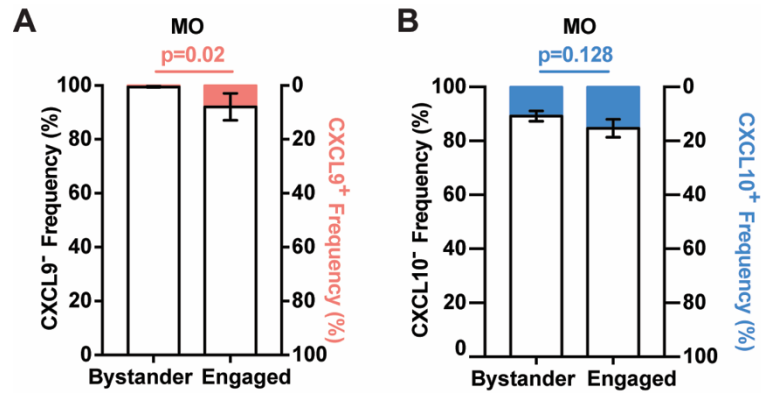 A
MO
p=0.02
100
80
60
40
20
0
CXCL9⁻ Frequency (%)
0
20
40
60
80
100
CXCL9⁺ Frequency (%)
Bystander Engaged
B
MO
p=0.128
100
80
60
40
20
0
CXCL10⁻ Frequency (%)
0
20
40
60
80
100
CXCL10⁺ Frequency (%)
Bystander Engaged